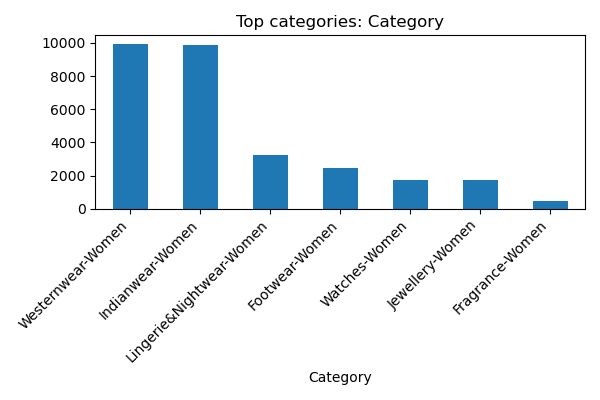 Top categories: Category
10000
8000
6000
4000
2000
0
Westernwear-Women
Indianwear-Women
Lingerie&Nightwear-Women
Footwear-Women
Watches-Women
Jewellery-Women
Fragrance-Women
Category